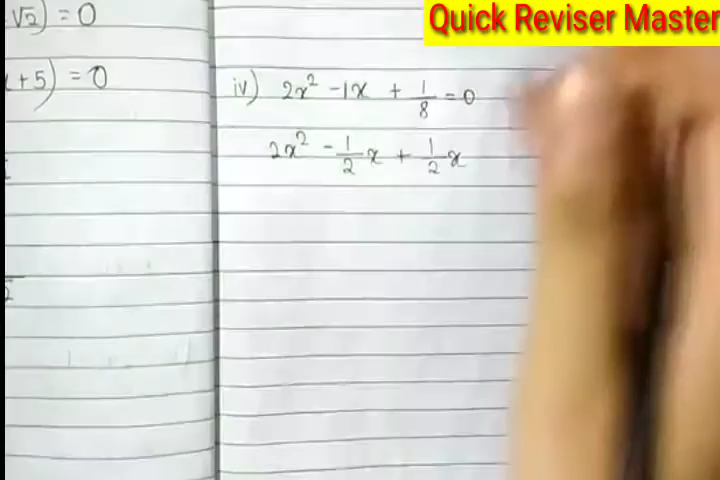 Quick Reviser Master
√2) = 0
+ 5) = 0
iv) 2x² - 1x + 1/8 = 0
2x² - 1/2 x + 1/2 x